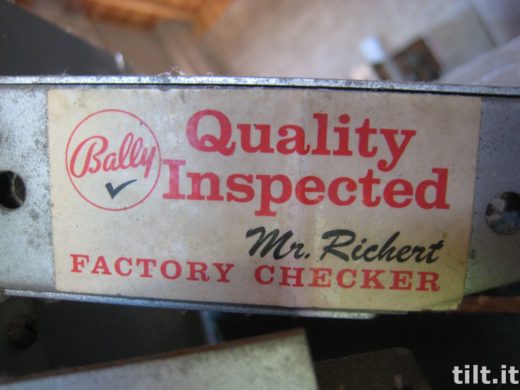 Bally
Quality
Inspected
Mr. Richert
FACTORY CHECKER
tilt.it